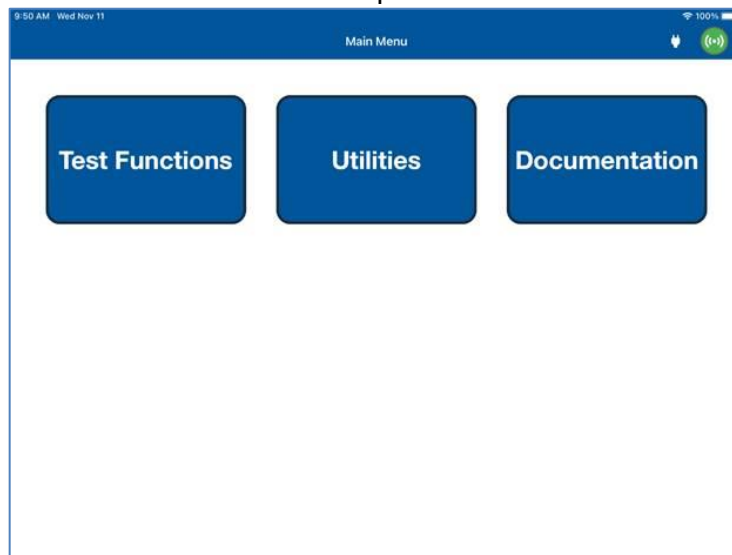 9:50 AM Wed Nov 11
100%
Main Menu
Test Functions
Utilities
Documentation